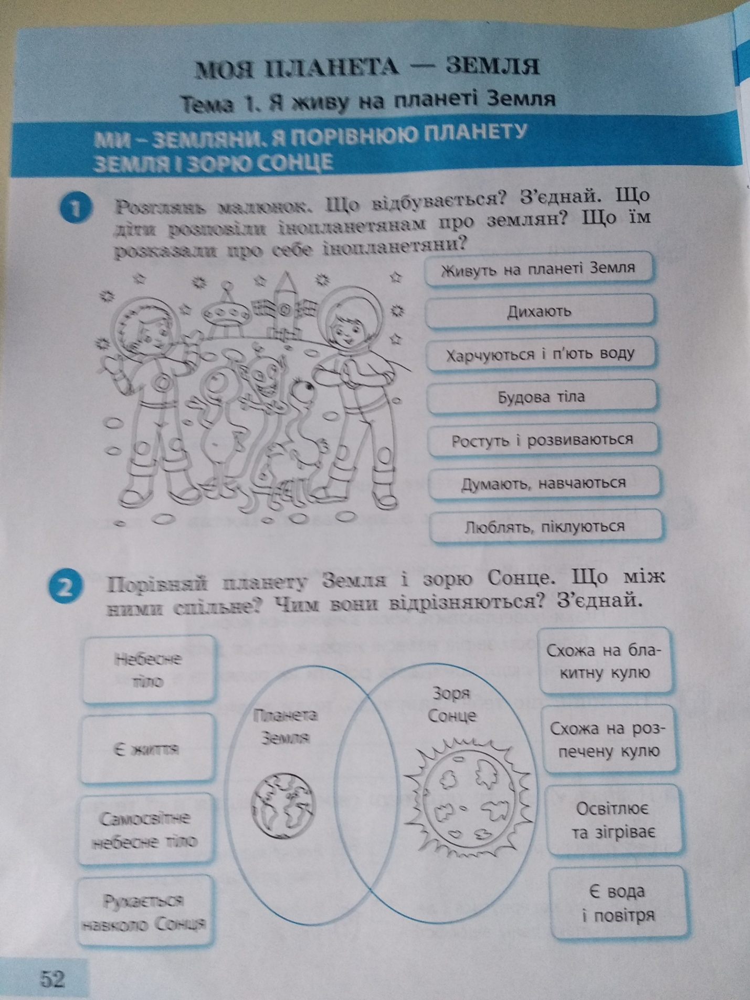 МОЯ ПЛАНЕТА — ЗЕМЛЯ
Тема 1. Я живу на планеті Земля
МИ – ЗЕМЛЯНИ. Я ПОРІВНЮЮ ПЛАНЕТУ
ЗЕМЛЯ І ЗОРЮ СОНЦЕ
1
Розглянь малюнок. Що відбувається? З’єднай. Що
діти розповіли інопланетянам про землян? Що їм
розказали про себе інопланетяни?
Живуть на планеті Земля
Дихають
Харчуються і п’ють воду
Будова тіла
Ростуть і розвиваються
Думають, навчаються
Люблять, піклуються
2
Порівняй планету Земля і зорю Сонце. Що між
ними спільне? Чим вони відрізняються? З’єднай.
Небесне
тіло
Є життя
Самосвітне
небесне тіло
Рухається
навколо Сонця
Планета
Земля
Зоря
Сонце
Схожа на бла-
китну кулю
Схожа на роз-
печену кулю
Освітлює
та зігріває
Є вода
і повітря
52